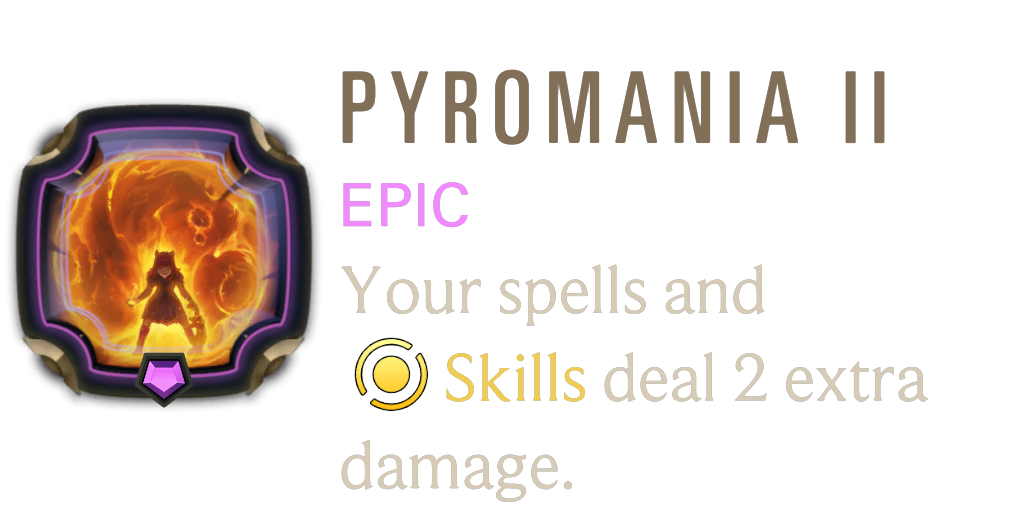 PYROMANIA II
EPIC
Your spells and
Skills deal 2 extra
damage.